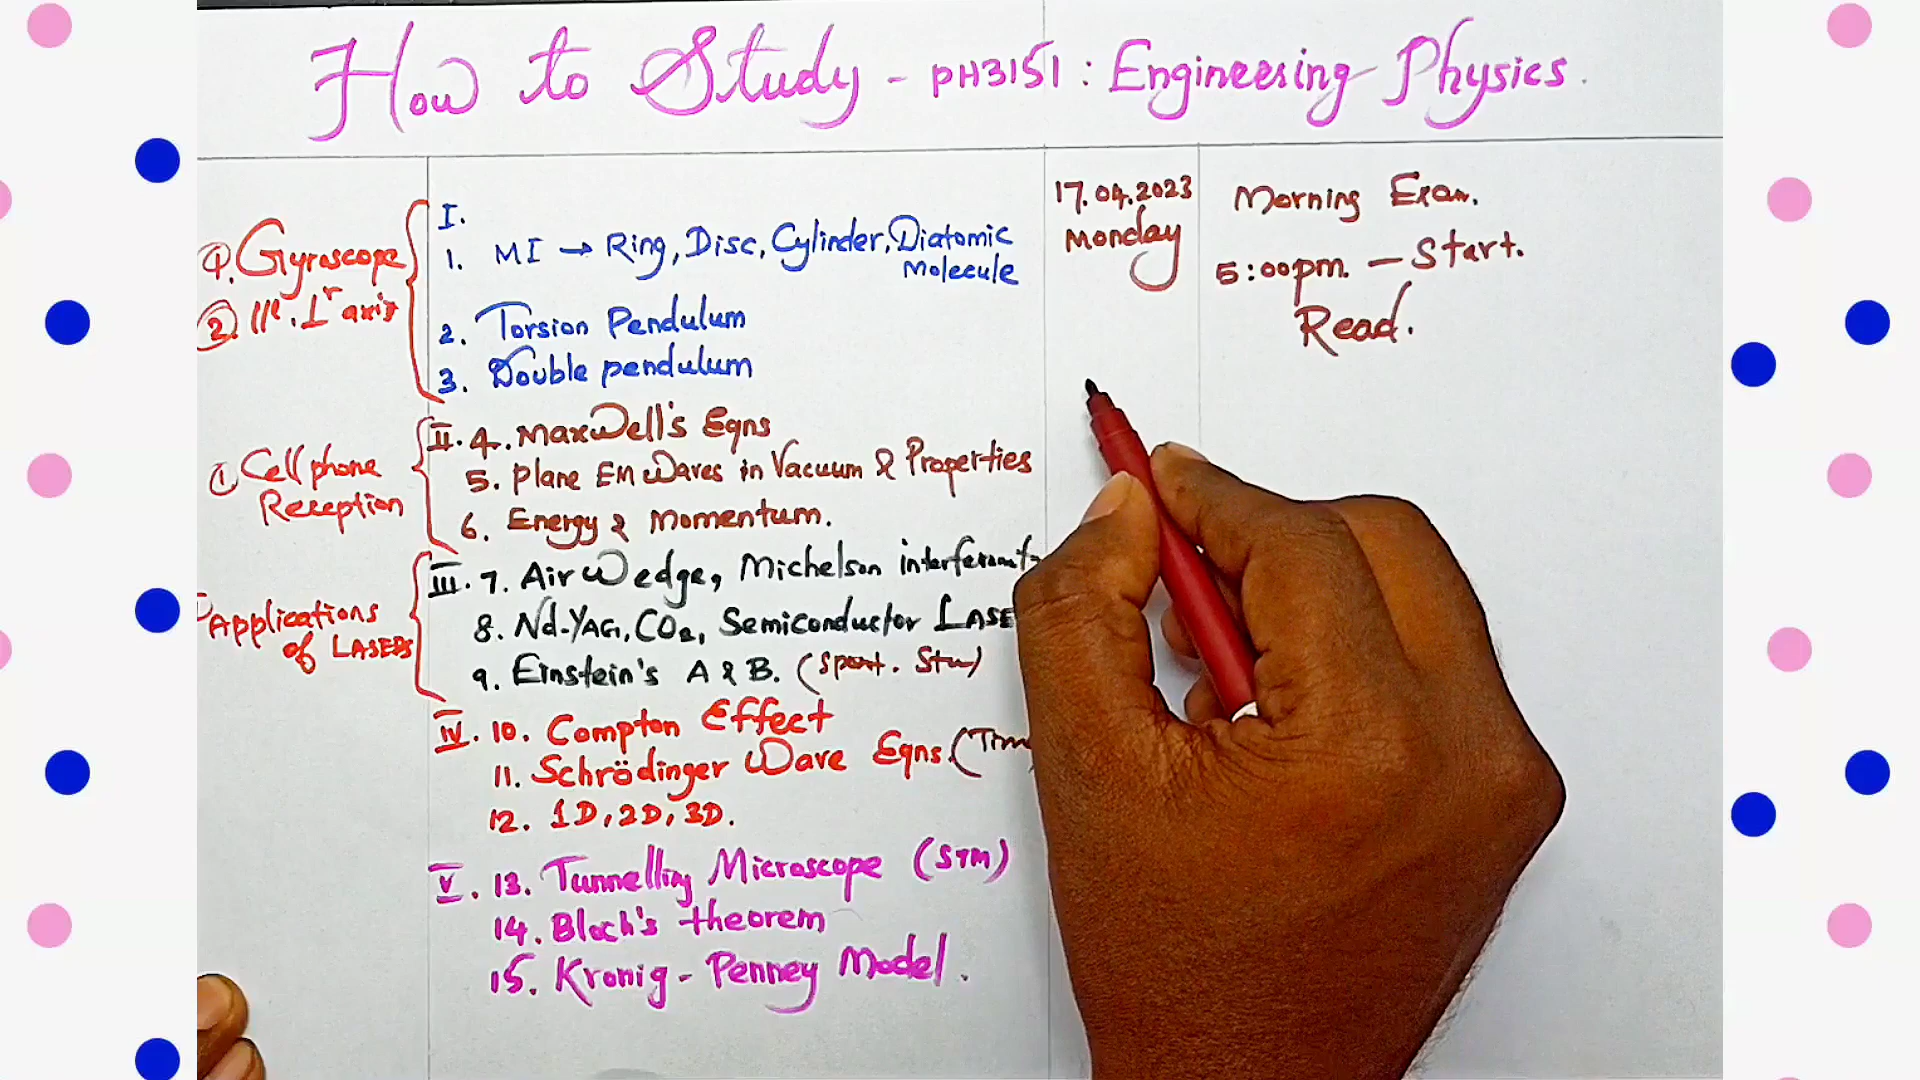 How to Study - PH3151 : Engineering Physics.
①. Gyroscope
②. 11el. ⊥r axis
I.
1. MI → Ring, Disc, Cylinder, Diatomic
Molecule
2. Torsion Pendulum
3. Double pendulum
① Cell phone
Reception
II. 4. Maxwell's Eqns
5. Plane EM Waves in Vacuum & Properties
6. Energy & Momentum.
Applications
of LASERS
III. 7. Air Wedge, Michelson
8. Nd-YAG, CO2, Semiconductor
9. Einstein's A & B. (Spont. Stu)
IV. 10. Compton Effect
11. Schrödinger Wave Eqns.
12. 1D, 2D, 3D.
V. 13. Tunnelling Microscope (STM)
14. Bloch's theorem
15. Kronig - Penney Model.
17.04.2023
Monday
Morning Exam.
5:00pm. - Start.
Read.